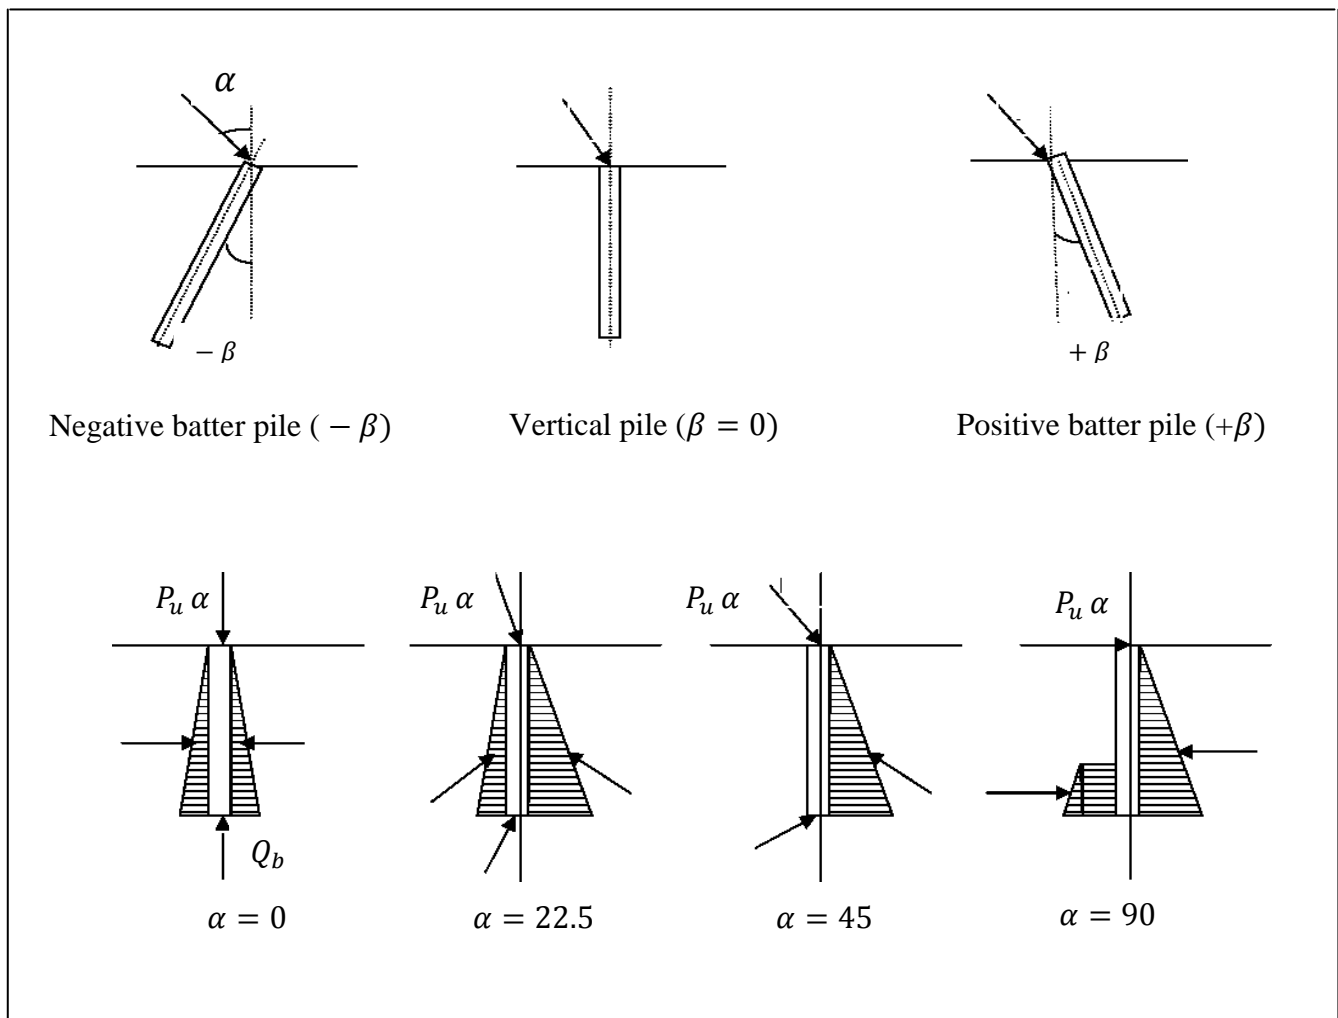 α
− β
+ β
Negative batter pile ( − β)
Vertical pile (β = 0)
Positive batter pile (+β)
P_u α
P_u α
P_u α
P_u α
Q_b
α = 0
α = 22.5
α = 45
α = 90